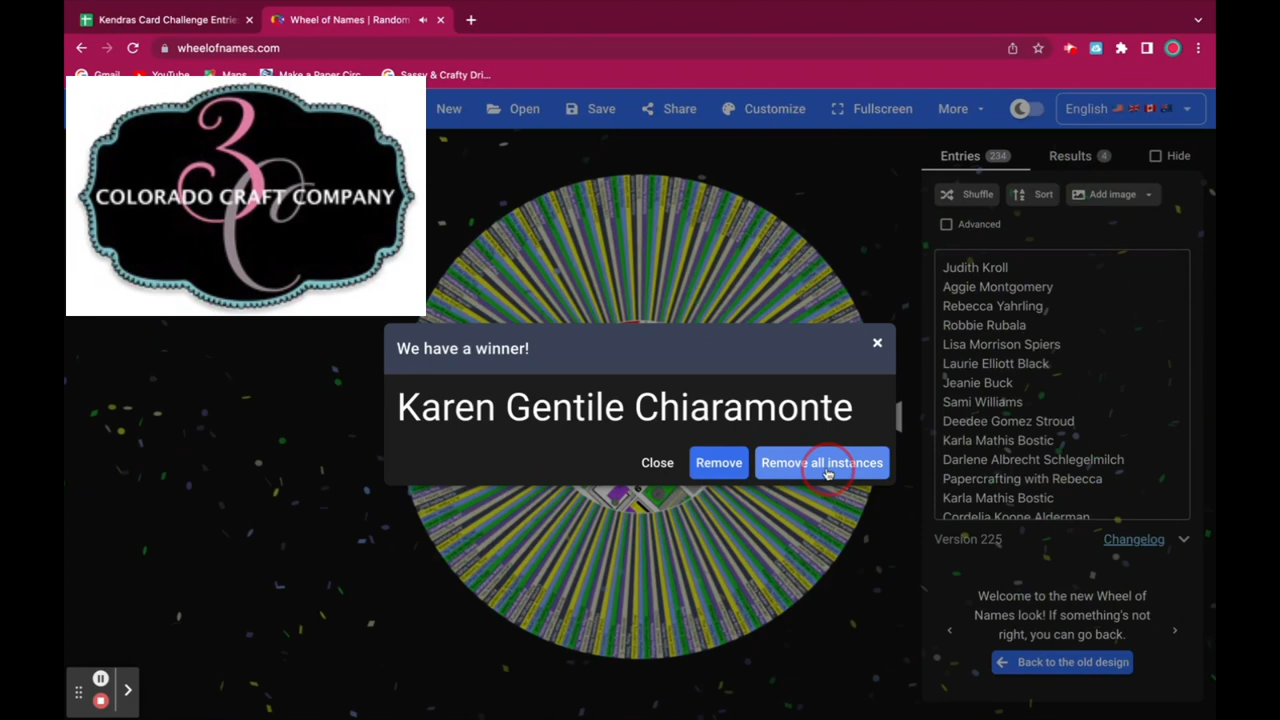 Kendras Card Challenge Entrie
Wheel of Names | Random
wheelofnames.com
Gmail YouTube Maps Make a Paper Circ... Sassy & Crafty Dri...
3C
COLORADO CRAFT COMPANY
New Open Save Share Customize Fullscreen More English
Entries 234 Results 4 Hide
Shuffle Sort Add image
Advanced
Judith Kroll
Aggie Montgomery
Rebecca Yahrling
Robbie Rubala
Lisa Morrison Spiers
Laurie Elliott Black
Jeanie Buck
Sami Williams
Deedee Gomez Stroud
Karla Mathis Bostic
Darlene Albrecht Schlegelmilch
Papercrafting with Rebecca
Karla Mathis Bostic
Cordelia Koone Alderman
We have a winner!
Karen Gentile Chiaramonte
Close Remove Remove all instances
Version 225 Changelog
Welcome to the new Wheel of
Names look! If something's not
right, you can go back.
Back to the old design